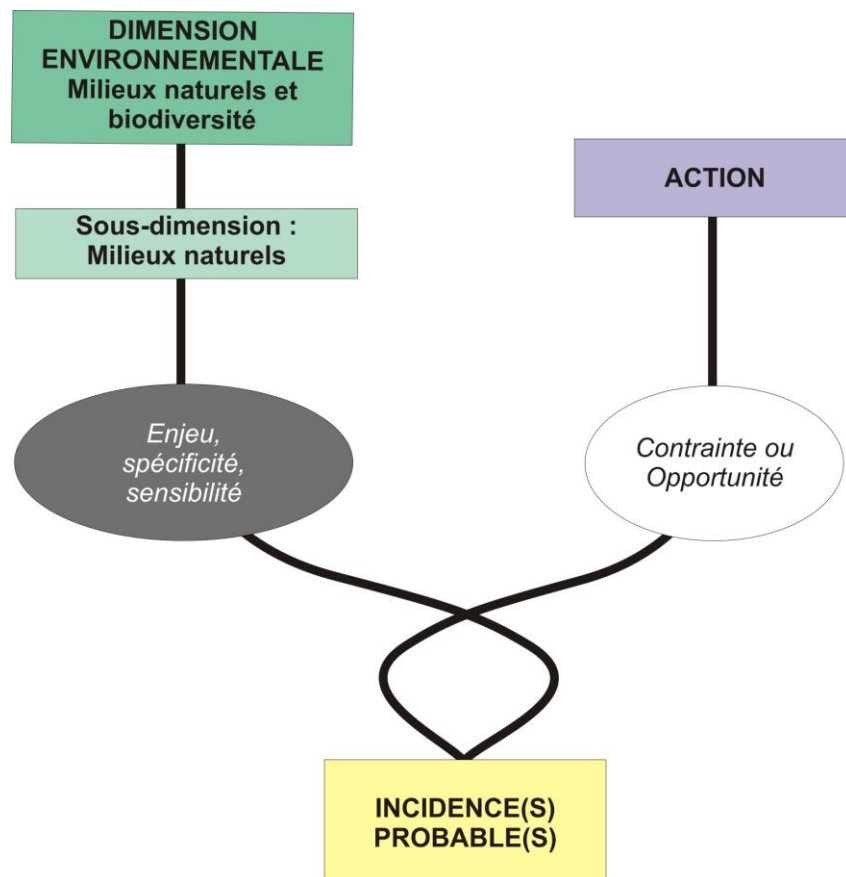 DIMENSION
ENVIRONNEMENTALE
Milieux naturels et
biodiversité
ACTION
Sous-dimension :
Milieux naturels
Enjeu,
spécificité,
sensibilité
Contrainte ou
Opportunité
INCIDENCE(S)
PROBABLE(S)